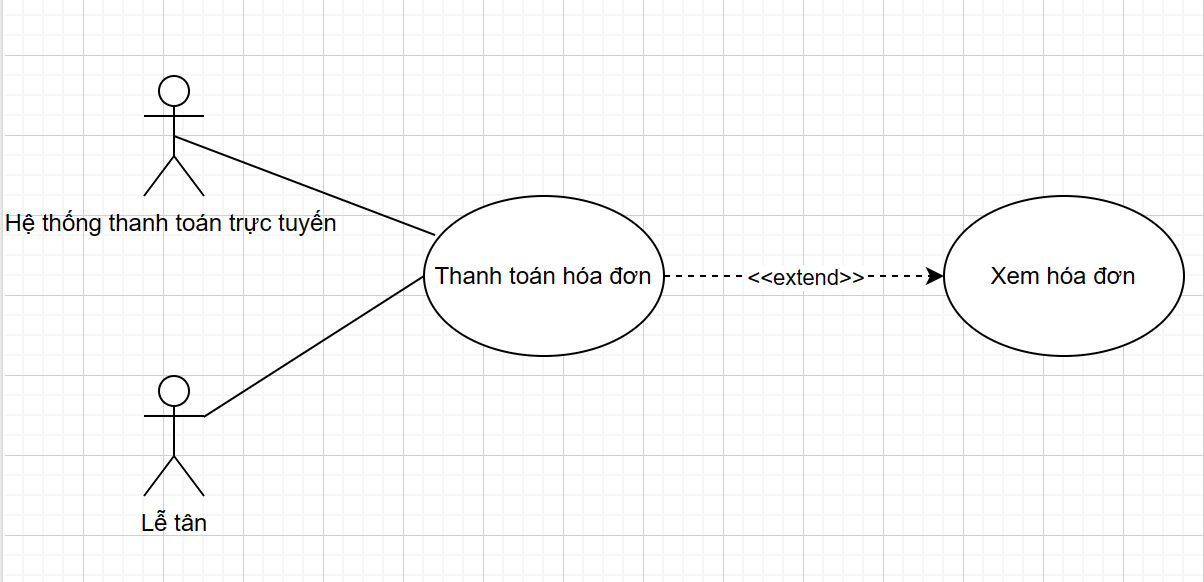 Hệ thống thanh toán trực tuyến
Thanh toán hóa đơn
<<extend>>
Xem hóa đơn
Lễ tân